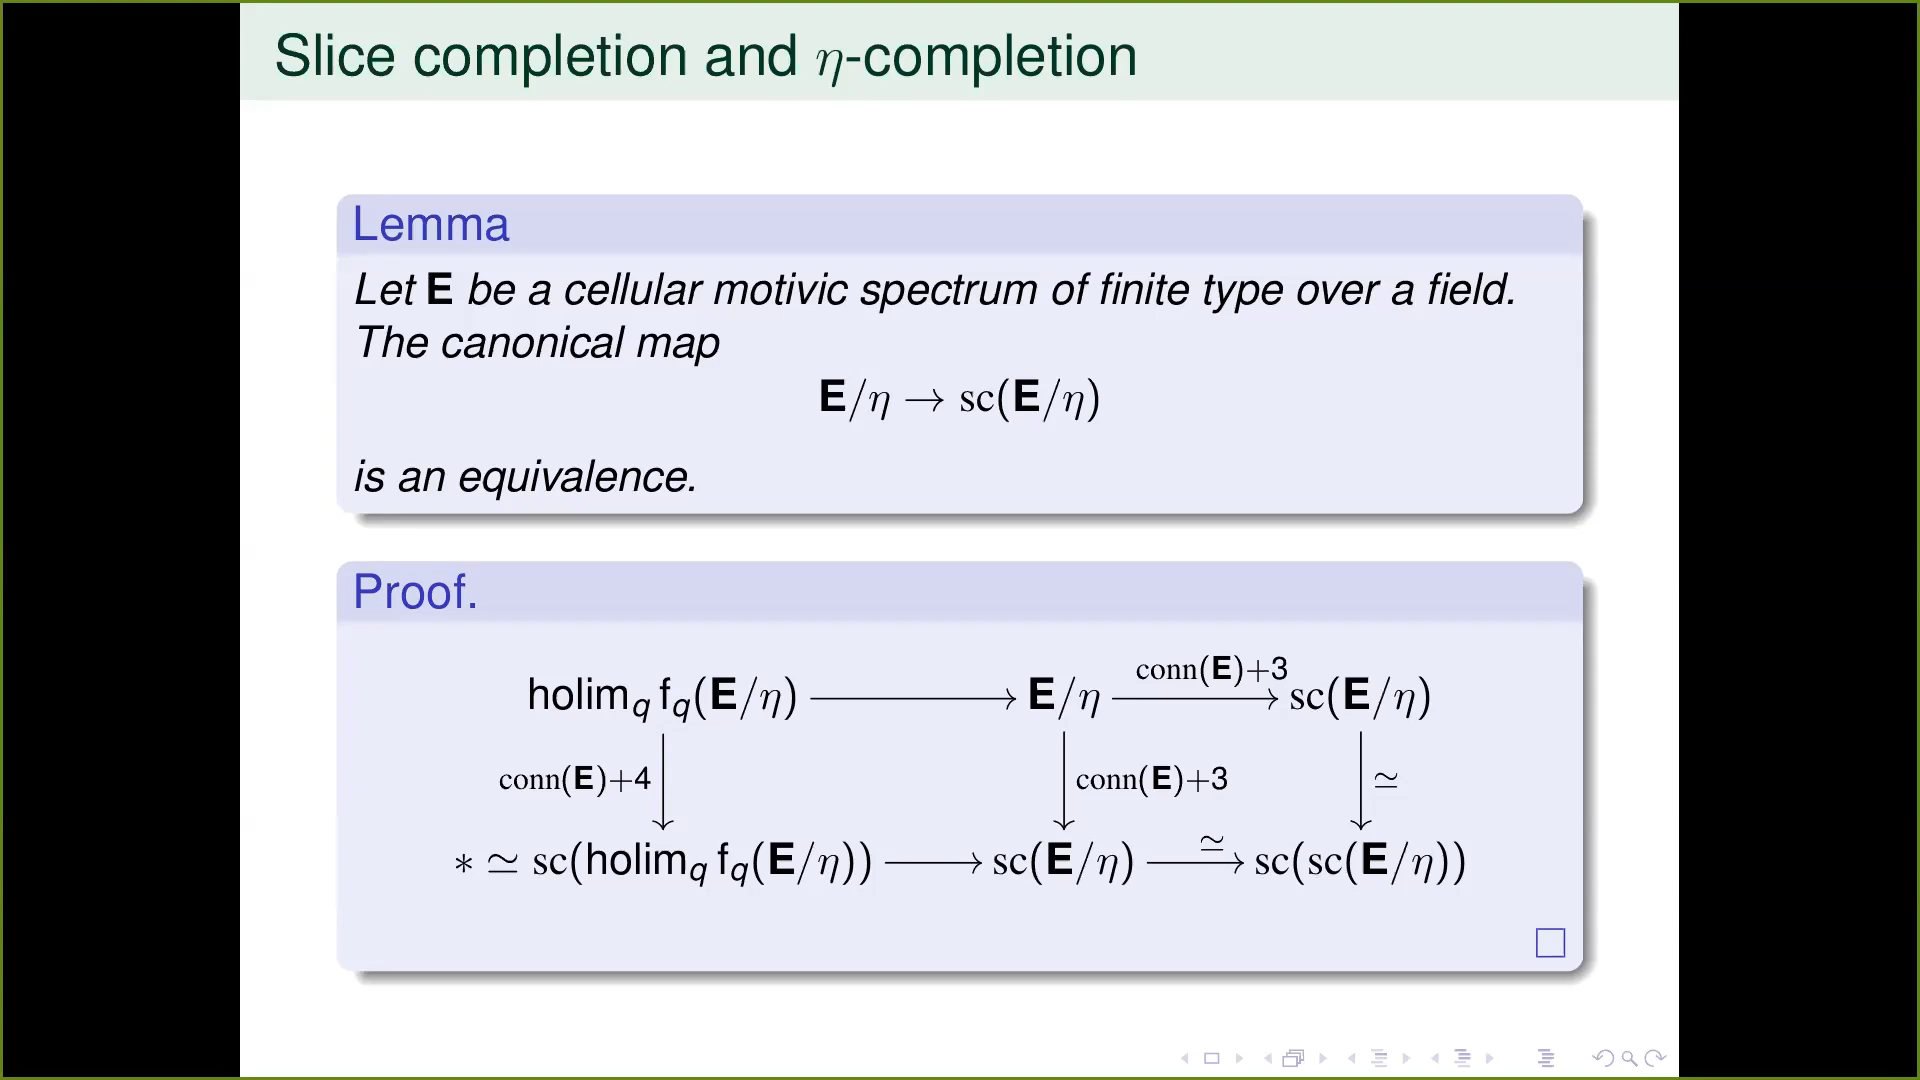 Slice completion and η-completion
Lemma
Let E be a cellular motivic spectrum of finite type over a field.
The canonical map
E/η → sc(E/η)
is an equivalence.
Proof.
conn(E)+3
holim_q f_q(E/η) ⟶ E/η ⟶ sc(E/η)
conn(E)+4 conn(E)+3 ≃
≃
* ≃ sc(holim_q f_q(E/η)) ⟶ sc(E/η) ⟶ sc(sc(E/η))